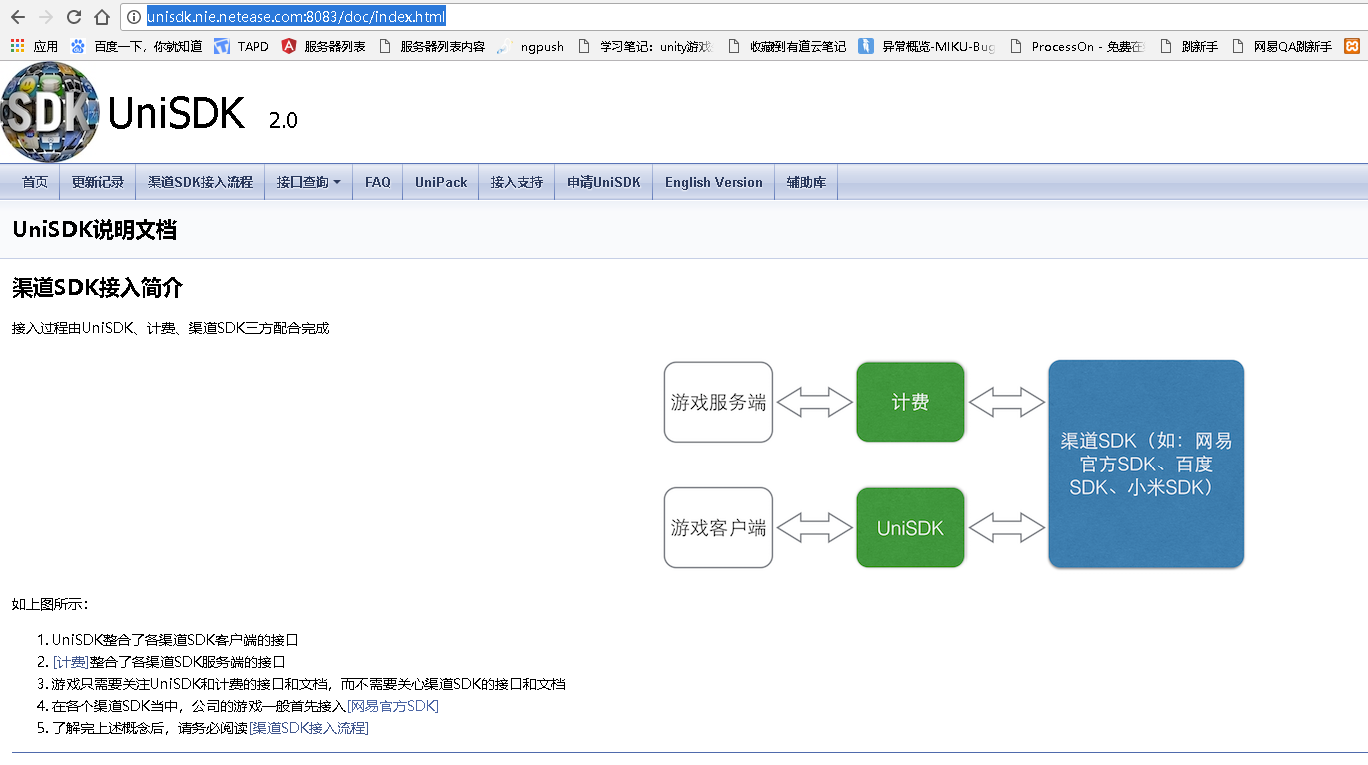 unisdk.nie.netease.com:8083/doc/index.html
应用 百度一下，你就知道 TAPD 服务器列表 服务器列表内容 ngpush 学习笔记：unity游戏 收藏到有道云笔记 异常概览-MIKU-Bug ProcessOn - 免费在 刷新手 网易QA刷新手
SDK UniSDK 2.0
首页 更新记录 渠道SDK接入流程 接口查询 FAQ UniPack 接入支持 申请UniSDK English Version 辅助库
UniSDK说明文档
渠道SDK接入简介
接入过程由UniSDK、计费、渠道SDK三方配合完成
游戏服务端 计费
渠道SDK（如：网易
官方SDK、百度
SDK、小米SDK）
游戏客户端 UniSDK
如上图所示：
1. UniSDK整合了各渠道SDK客户端的接口
2. [计费]整合了各渠道SDK服务端的接口
3. 游戏只需要关注UniSDK和计费的接口和文档，而不需要关心渠道SDK的接口和文档
4. 在各个渠道SDK当中，公司的游戏一般首先接入[网易官方SDK]
5. 了解完上述概念后，请务必阅读[渠道SDK接入流程]